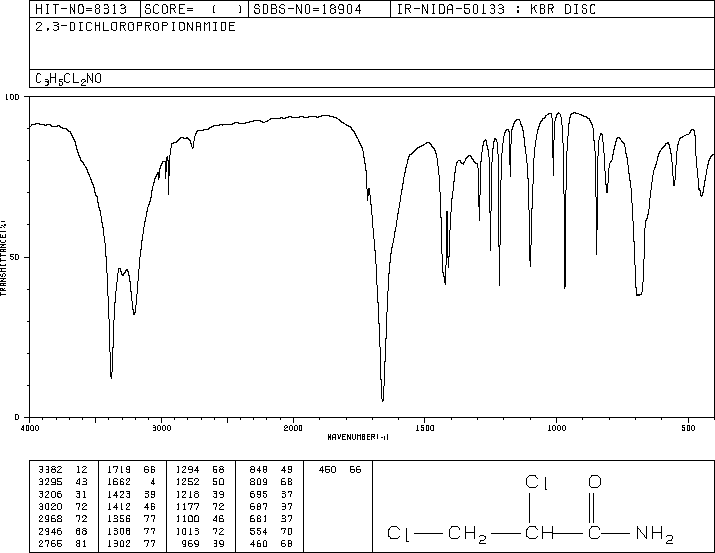 HIT-NO=8313 SCORE= ( ) SDBS-NO=18904 IR-NIDA-50133 : KBR DISC
2,3-DICHLOROPROPIONAMIDE
C3H5CL2NO
100
50
0
TRANSMITTANCE(%)
4000 3000 2000 1500 1000 500
WAVENUMBER(-1)
3382 12 1719 66 1294 58 848 49 450 66
3295 43 1662 4 1252 50 809 68
3206 31 1423 39 1218 39 695 37
3020 72 1412 46 1177 72 687 37
2968 72 1356 77 1100 46 681 37
2946 66 1308 77 1013 72 554 70
2765 81 1302 77 969 39 460 68
Cl O
Cl CH2 CH C NH2